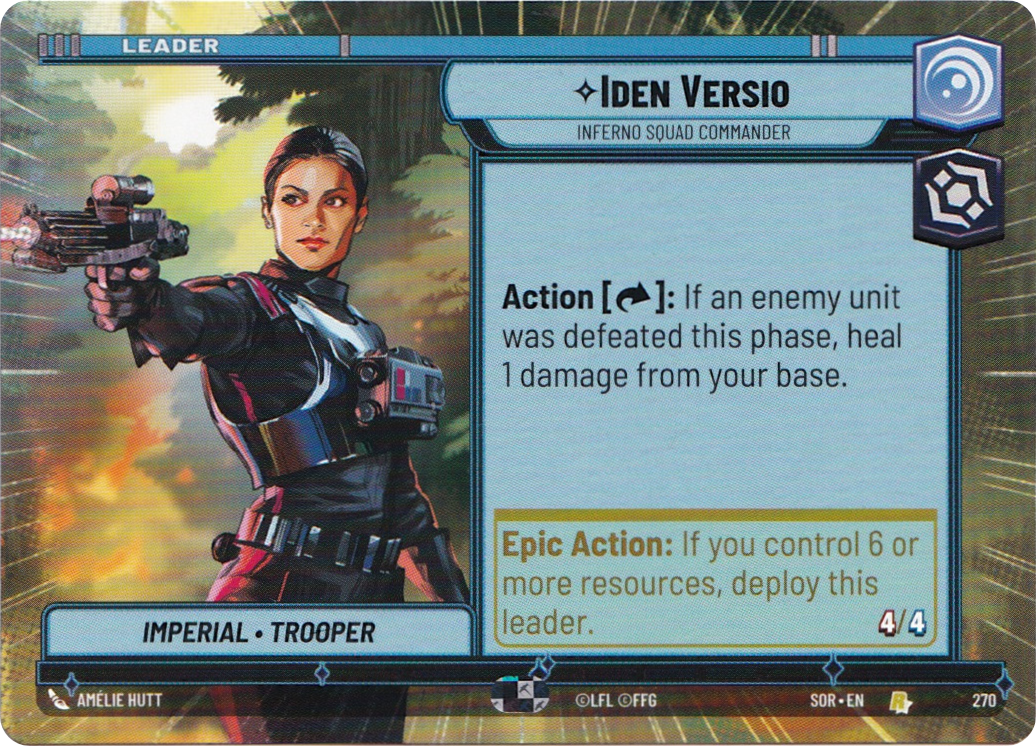 LEADER
IDEN VERSIO
INFERNO SQUAD COMMANDER
Action [ ]: If an enemy unit
was defeated this phase, heal
1 damage from your base.
Epic Action: If you control 6 or
more resources, deploy this
leader.
4/4
IMPERIAL • TROOPER
AMÉLIE HUTT
©LFL ©FFG
SOR • EN
R
270